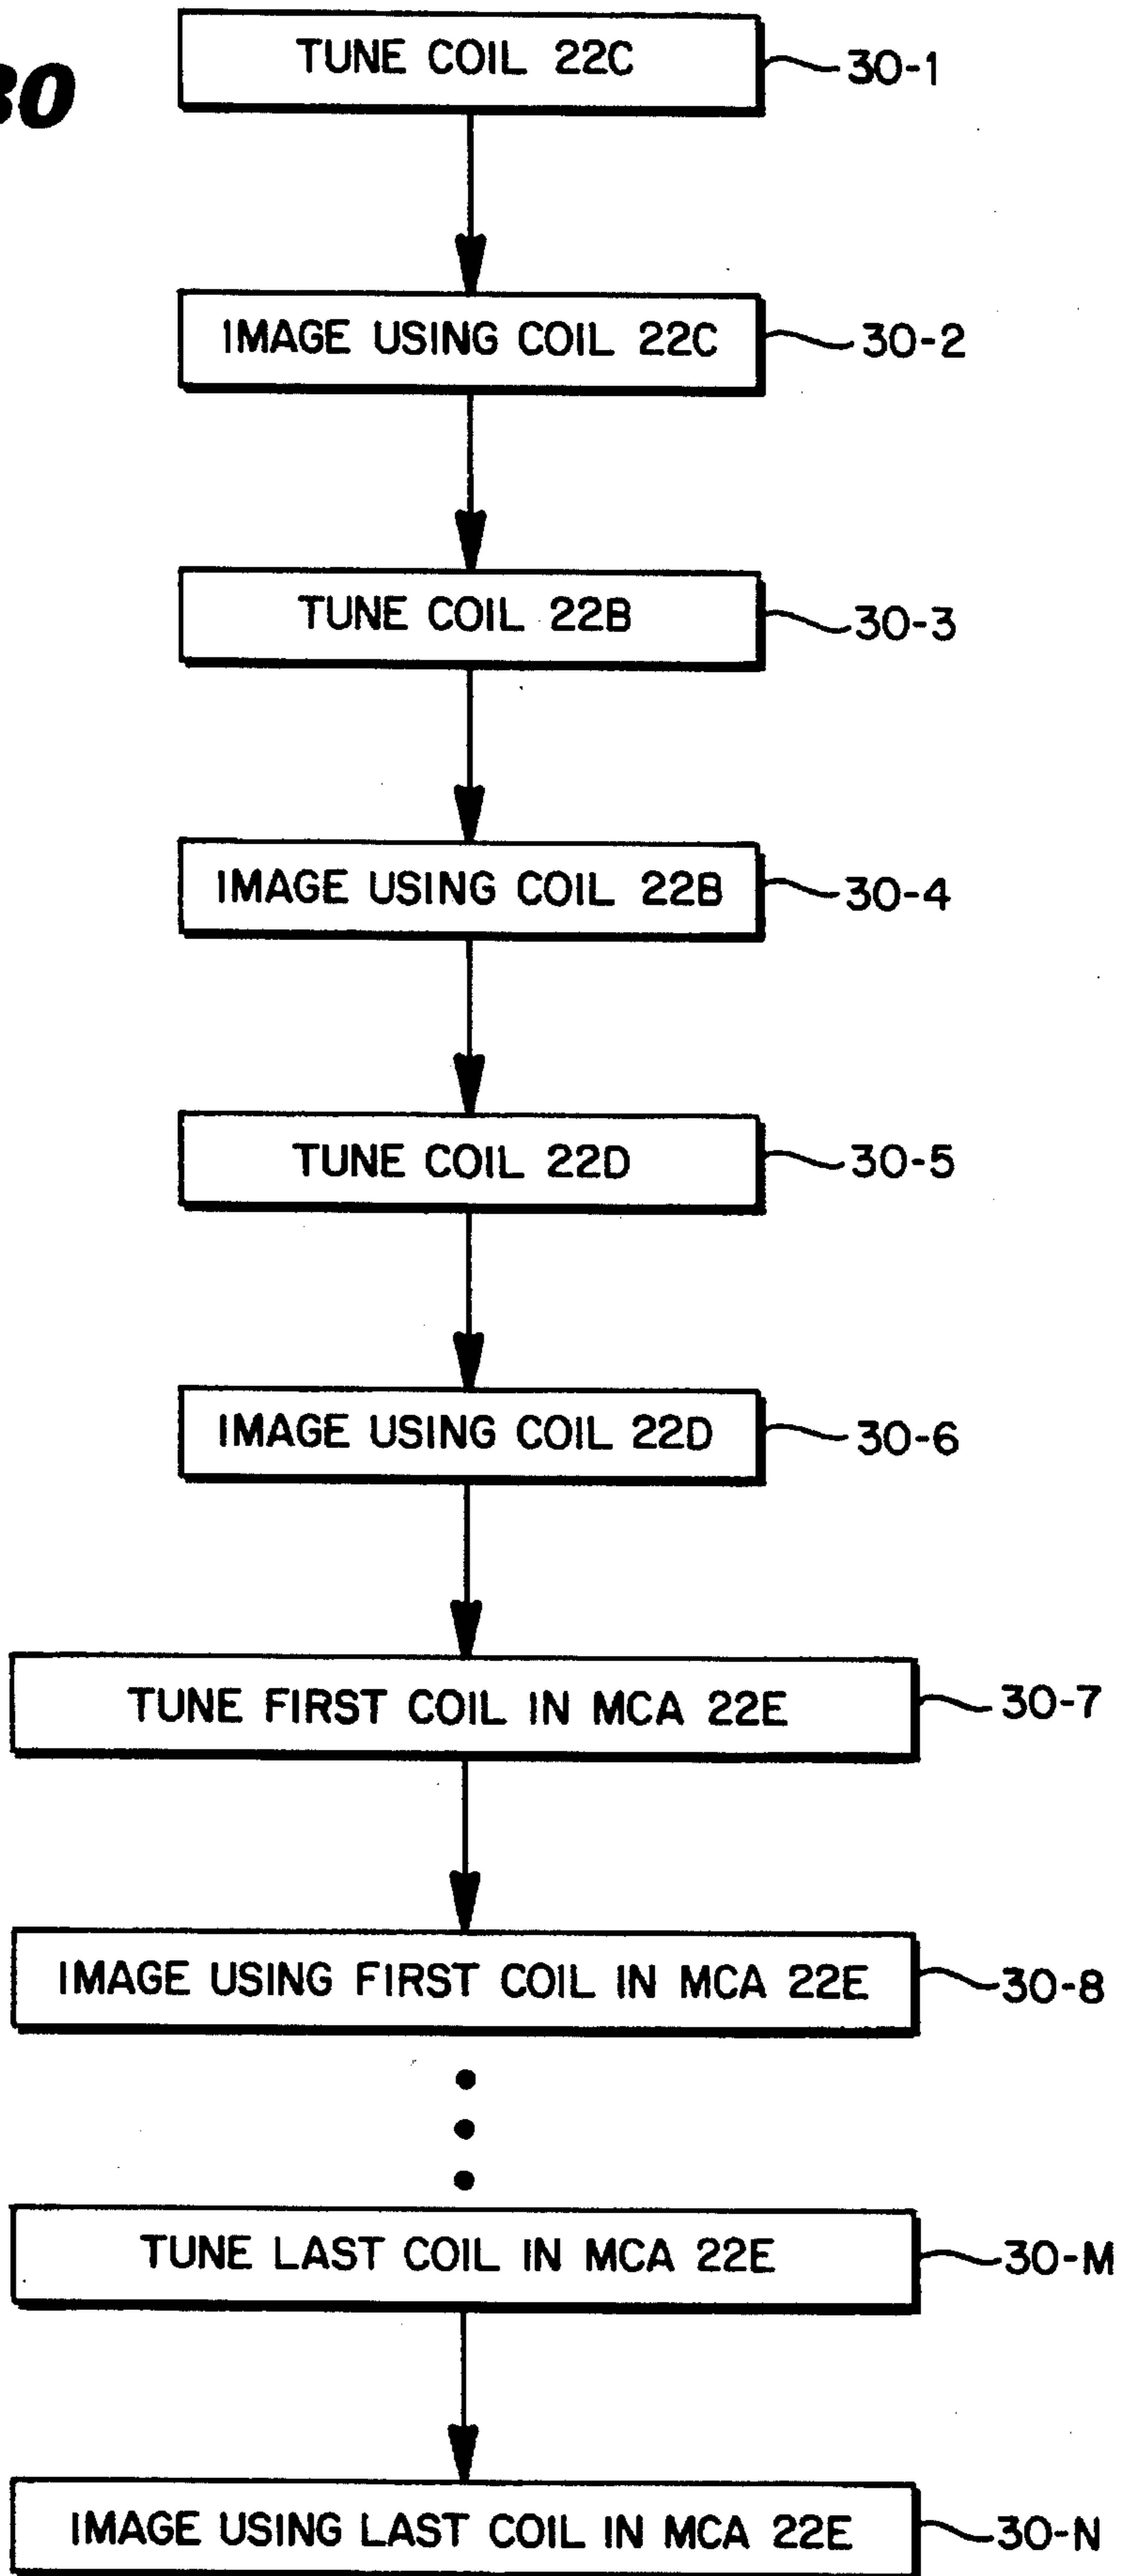 30
TUNE COIL 22C
30-1
IMAGE USING COIL 22C
30-2
TUNE COIL 22B
30-3
IMAGE USING COIL 22B
30-4
TUNE COIL 22D
30-5
IMAGE USING COIL 22D
30-6
TUNE FIRST COIL IN MCA 22E
30-7
IMAGE USING FIRST COIL IN MCA 22E
30-8
TUNE LAST COIL IN MCA 22E
30-M
IMAGE USING LAST COIL IN MCA 22E
30-N